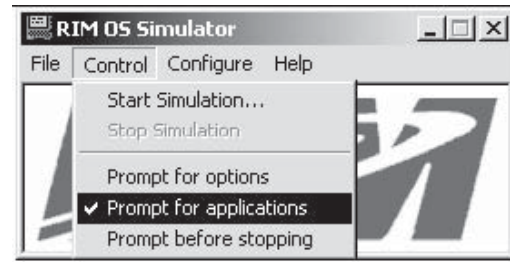 RIM OS Simulator
File Control Configure Help
Start Simulation...
Stop Simulation
Prompt for options
Prompt for applications
Prompt before stopping